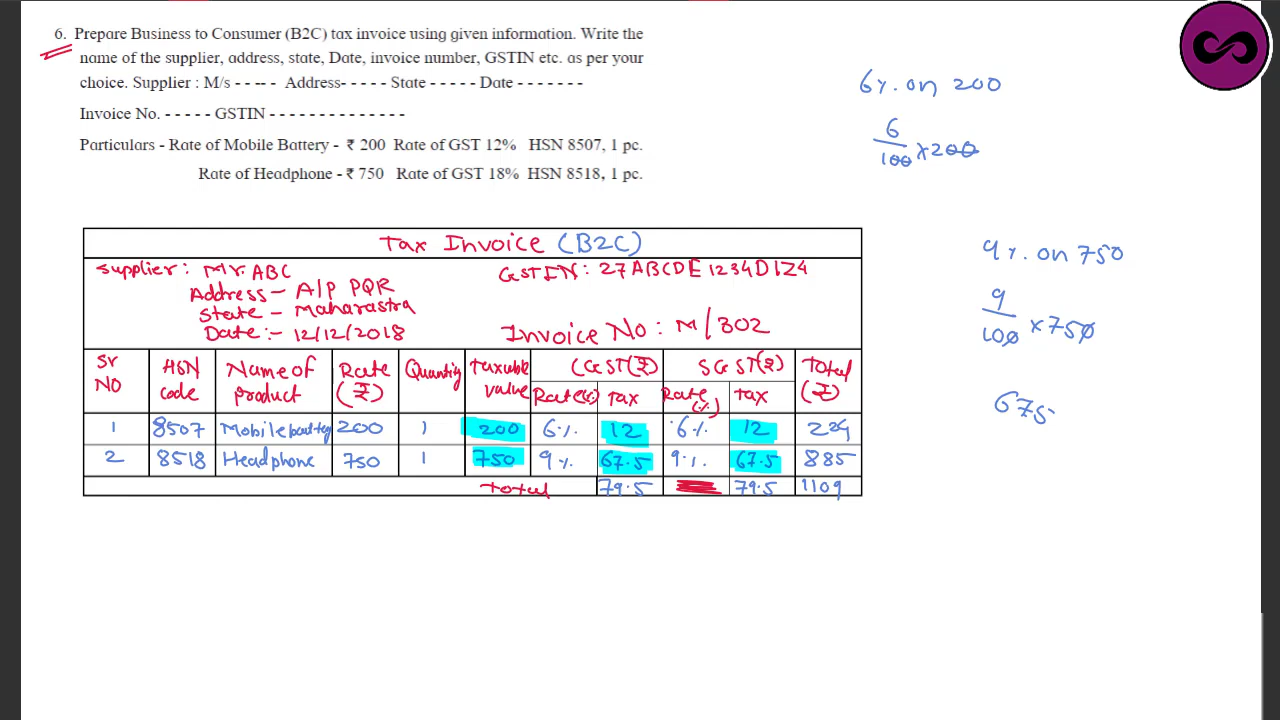 6. Prepare Business to Consumer (B2C) tax invoice using given information. Write the
name of the supplier, address, state, Date, invoice number, GSTIN etc. as per your
choice. Supplier : M/s - - - -- Address- - - - - State - - - - - Date - - - - - - -
Invoice No. - - - - - GSTIN - - - - - - - - - - - - - -
Particulars - Rate of Mobile Battery - ₹ 200 Rate of GST 12% HSN 8507, 1 pc.
Rate of Headphone - ₹ 750 Rate of GST 18% HSN 8518, 1 pc.
6%. on 200
6
100 × 200
9%. on 750
9
100 × 750
675
Tax Invoice (B2C)
Supplier : Mr. ABC
GSTIN : 27ABCDE1234D1Z4
Address - A/P PQR
State - Maharastra
Date :- 12/12/2018
Invoice No : M/302
Sr NO HSN code Name of product Rate (₹) Quantity Taxable value CGST(₹) SGST(₹) Total (₹)
Rate(%) Tax Rate (%) Tax
1 8507 Mobile battery 200 1 200 6% 12 6% 12 224
2 8518 Headphone 750 1 750 9% 67.5 9% 67.5 885
Total 79.5 79.5 1109